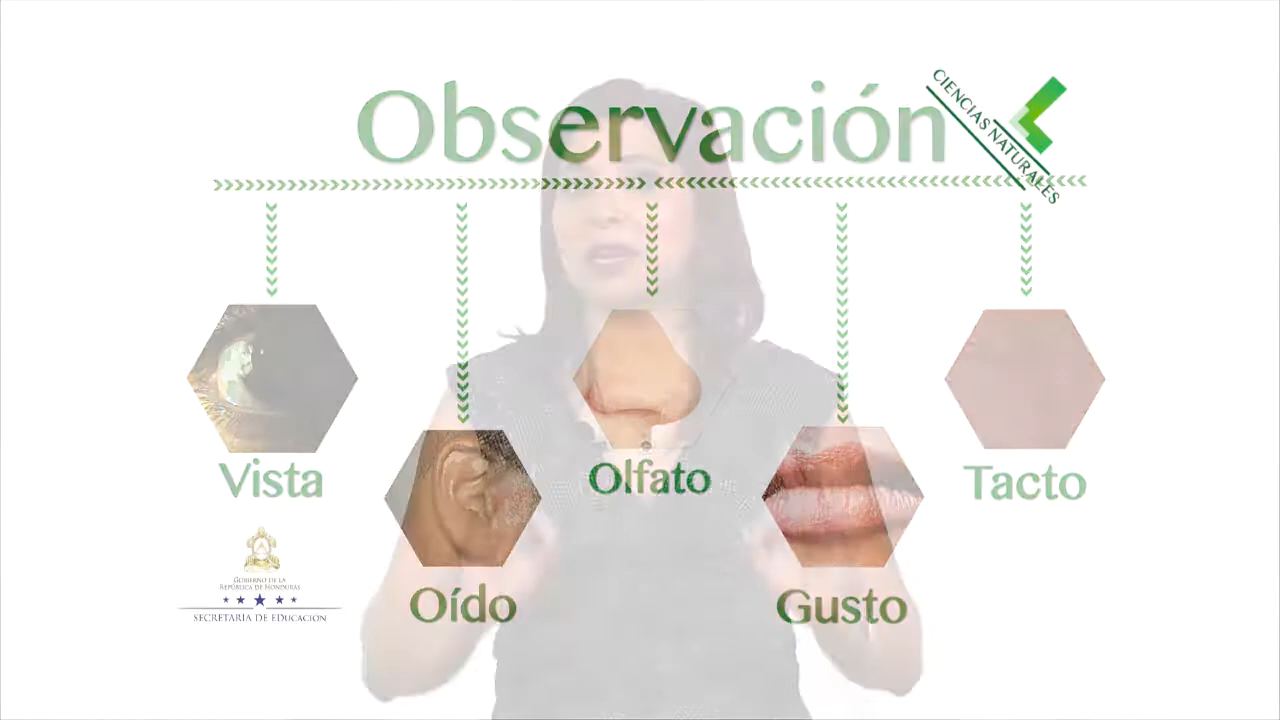 Observación
CIENCIAS NATURALES
Vista
Oído
Olfato
Gusto
Tacto
GOBIERNO DE LA
REPÚBLICA DE HONDURAS
SECRETARÍA DE EDUCACIÓN